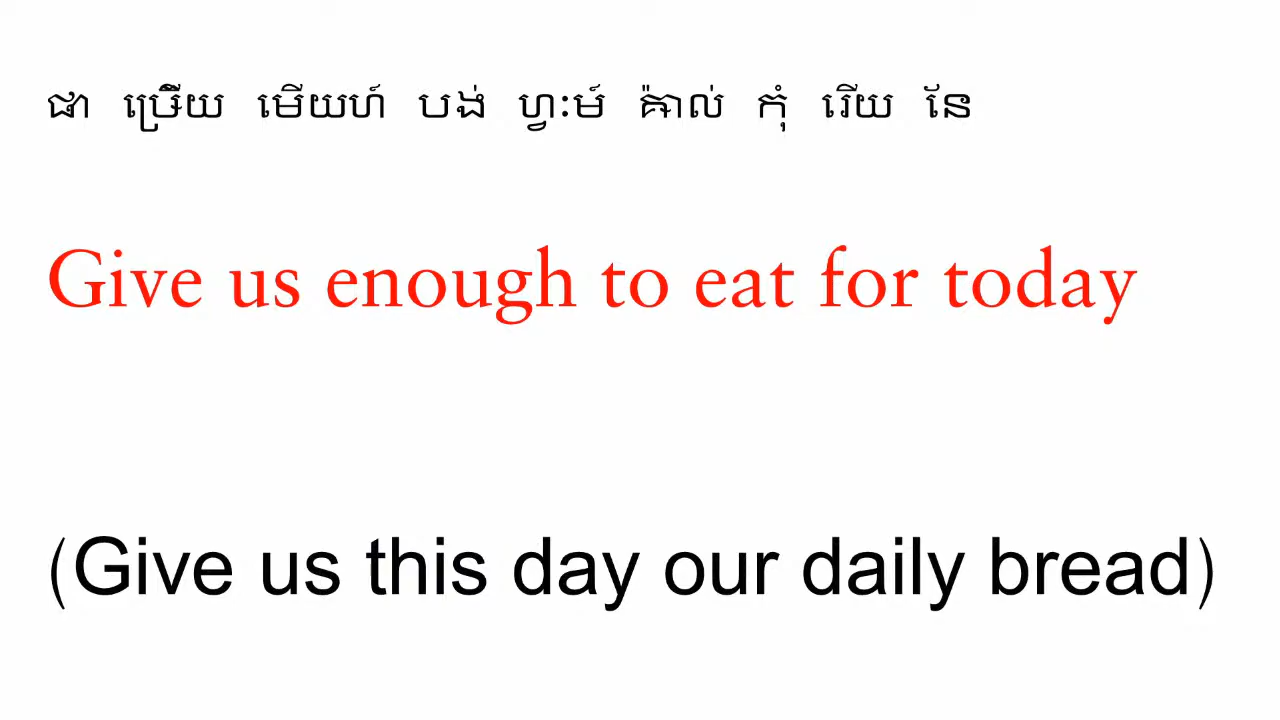 ផា ច្រើយ មើយហ៍ បង់ ហ្វះម៍ គ៉ាល់ កុំ រើយ នែ
Give us enough to eat for today
(Give us this day our daily bread)